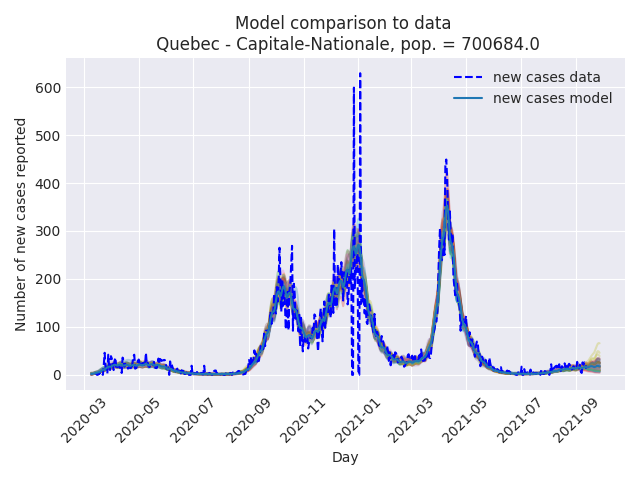 Model comparison to data
Quebec - Capitale-Nationale, pop. = 700684.0
new cases data
new cases model
Number of new cases reported
600
500
400
300
200
100
0
2020-03
2020-05
2020-07
2020-09
2020-11
2021-01
2021-03
2021-05
2021-07
2021-09
Day